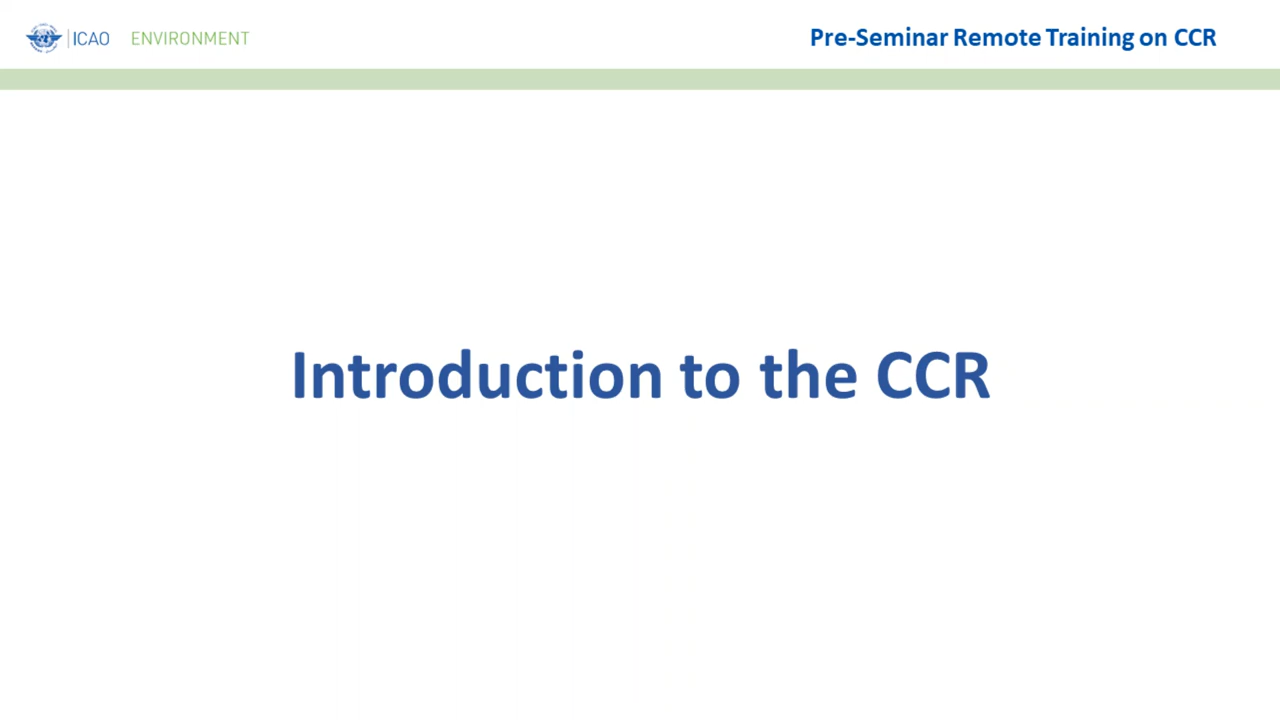 ICAO ENVIRONMENT
Pre-Seminar Remote Training on CCR
Introduction to the CCR